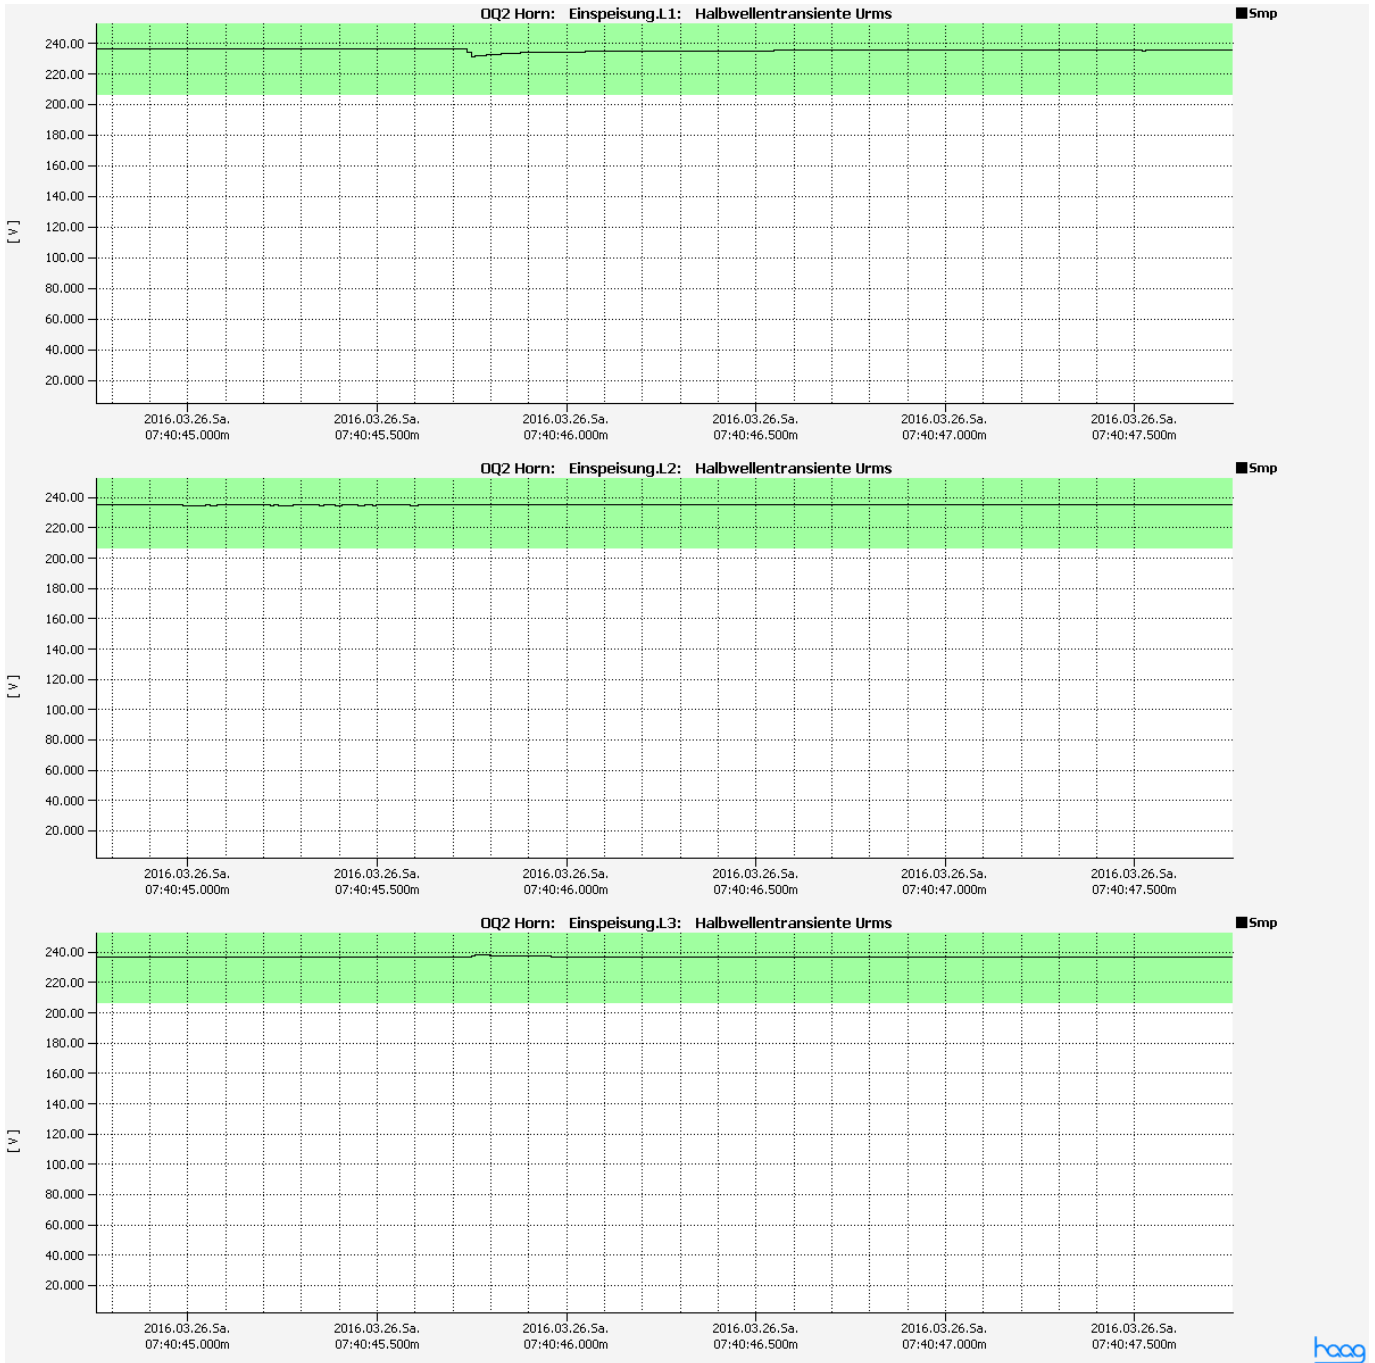 OQ2 Horn: Einspeisung.L1: Halbwellentransiente Urms
Smp
240.00
220.00
200.00
180.00
160.00
140.00
120.00
100.00
80.000
60.000
40.000
20.000
[ V ]
2016.03.26.Sa. 2016.03.26.Sa. 2016.03.26.Sa. 2016.03.26.Sa. 2016.03.26.Sa. 2016.03.26.Sa.
07:40:45.000m 07:40:45.500m 07:40:46.000m 07:40:46.500m 07:40:47.000m 07:40:47.500m
OQ2 Horn: Einspeisung.L2: Halbwellentransiente Urms
Smp
240.00
220.00
200.00
180.00
160.00
140.00
120.00
100.00
80.000
60.000
40.000
20.000
[ V ]
2016.03.26.Sa. 2016.03.26.Sa. 2016.03.26.Sa. 2016.03.26.Sa. 2016.03.26.Sa. 2016.03.26.Sa.
07:40:45.000m 07:40:45.500m 07:40:46.000m 07:40:46.500m 07:40:47.000m 07:40:47.500m
OQ2 Horn: Einspeisung.L3: Halbwellentransiente Urms
Smp
240.00
220.00
200.00
180.00
160.00
140.00
120.00
100.00
80.000
60.000
40.000
20.000
[ V ]
2016.03.26.Sa. 2016.03.26.Sa. 2016.03.26.Sa. 2016.03.26.Sa. 2016.03.26.Sa. 2016.03.26.Sa.
07:40:45.000m 07:40:45.500m 07:40:46.000m 07:40:46.500m 07:40:47.000m 07:40:47.500m
haag